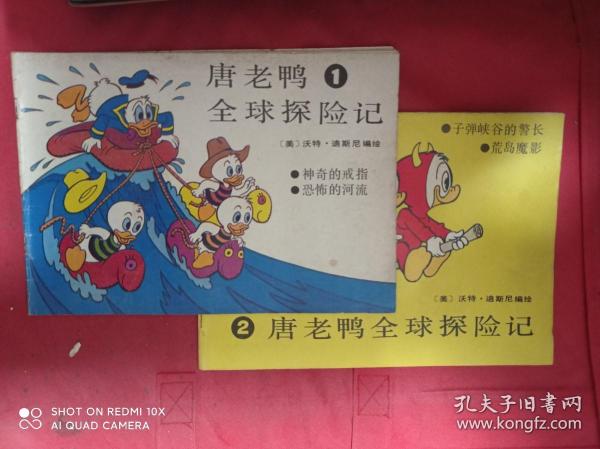 唐老鸭 1
全球探险记
〔美〕沃特·迪斯尼编绘
●神奇的戒指
●恐怖的河流
●子弹峡谷的警长
●荒岛魔影
〔美〕沃特·迪斯尼编绘
2 唐老鸭全球探险记
SHOT ON REDMI 10X
AI QUAD CAMERA
孔夫子旧书网
www.kongfz.com